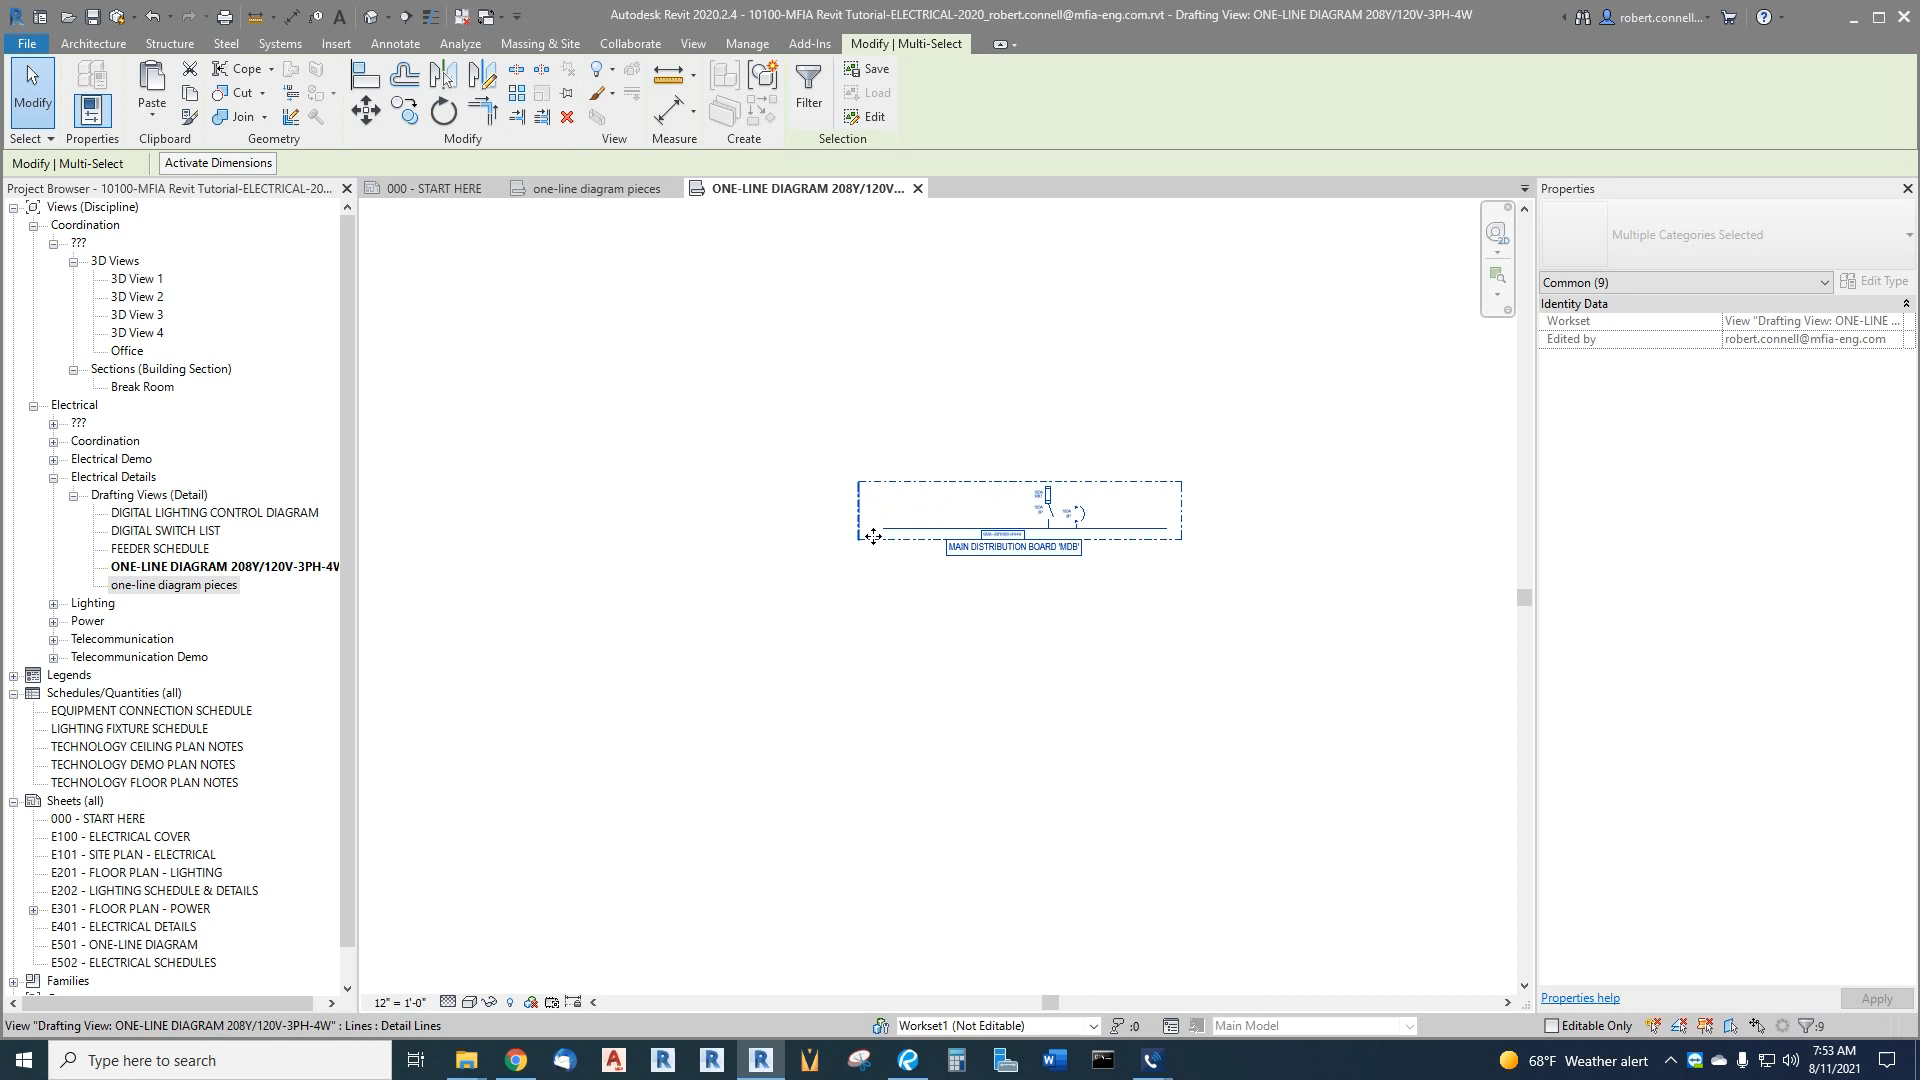 Autodesk Revit 2020.2.4 - 10100-MFIA Revit Tutorial-ELECTRICAL-2020_robert.connell@mfia-eng.com.rvt - Drafting View: ONE-LINE DIAGRAM 208Y/120V-3PH-4W
robert.connell...
File Architecture Structure Steel Systems Insert Annotate Analyze Massing & Site Collaborate View Manage Add-Ins Modify | Multi-Select
Modify
Paste
Cope
Cut
Join
Filter
Save
Load
Edit
Select Properties Clipboard Geometry Modify View Measure Create Selection
Modify | Multi-Select Activate Dimensions
Project Browser - 10100-MFIA Revit Tutorial-ELECTRICAL-20...
000 - START HERE
one-line diagram pieces
ONE-LINE DIAGRAM 208Y/120V...
Views (Discipline)
Coordination
???
3D Views
3D View 1
3D View 2
3D View 3
3D View 4
Office
Sections (Building Section)
Break Room
Electrical
???
Coordination
Electrical Demo
Electrical Details
Drafting Views (Detail)
DIGITAL LIGHTING CONTROL DIAGRAM
DIGITAL SWITCH LIST
FEEDER SCHEDULE
ONE-LINE DIAGRAM 208Y/120V-3PH-4W
one-line diagram pieces
Lighting
Power
Telecommunication
Telecommunication Demo
Legends
Schedules/Quantities (all)
EQUIPMENT CONNECTION SCHEDULE
LIGHTING FIXTURE SCHEDULE
TECHNOLOGY CEILING PLAN NOTES
TECHNOLOGY DEMO PLAN NOTES
TECHNOLOGY FLOOR PLAN NOTES
Sheets (all)
000 - START HERE
E100 - ELECTRICAL COVER
E101 - SITE PLAN - ELECTRICAL
E201 - FLOOR PLAN - LIGHTING
E202 - LIGHTING SCHEDULE & DETAILS
E301 - FLOOR PLAN - POWER
E401 - ELECTRICAL DETAILS
E501 - ONE-LINE DIAGRAM
E502 - ELECTRICAL SCHEDULES
Families
MAIN DISTRIBUTION BOARD 'MDB'
2D
Properties
Multiple Categories Selected
Common (9)
Edit Type
Identity Data
Workset View "Drafting View: ONE-LINE ...
Edited by robert.connell@mfia-eng.com
Properties help
Apply
12" = 1'-0"
View "Drafting View: ONE-LINE DIAGRAM 208Y/120V-3PH-4W" : Lines : Detail Lines
Workset1 (Not Editable)
:0
Main Model
Editable Only
:9
Type here to search
68°F Weather alert
7:53 AM
8/11/2021